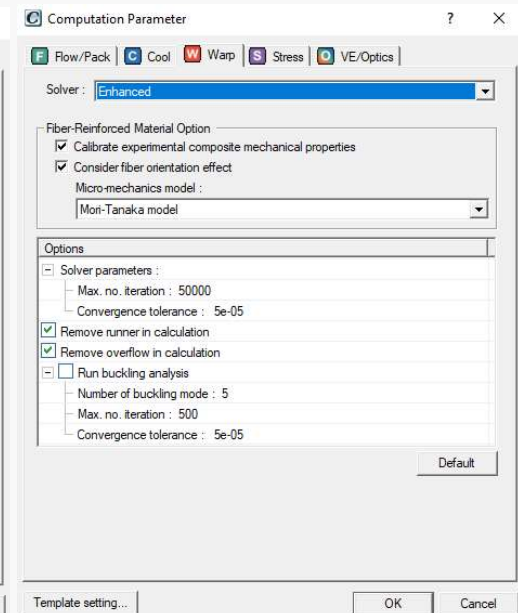 Computation Parameter ? ×
F Flow/Pack C Cool W Warp S Stress O VE/Optics
Solver : Enhanced
Fiber-Reinforced Material Option
Calibrate experimental composite mechanical properties
Consider fiber orientation effect
Micro-mechanics model :
Mori-Tanaka model
Options
Solver parameters :
Max. no. iteration : 50000
Convergence tolerance : 5e-05
Remove runner in calculation
Remove overflow in calculation
Run buckling analysis
Number of buckling mode : 5
Max. no. iteration : 500
Convergence tolerance : 5e-05
Default
Template setting...
OK Cancel